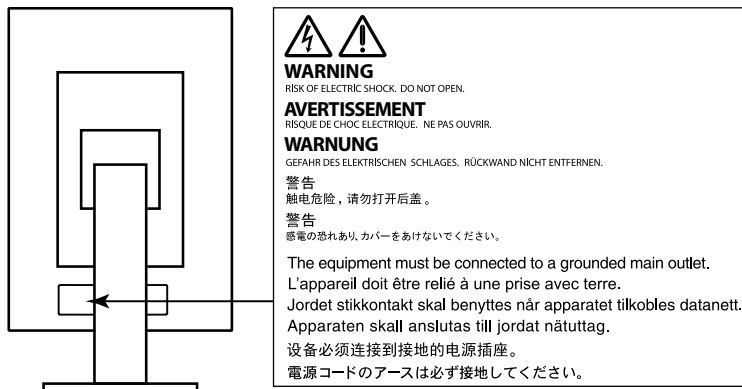 WARNING
RISK OF ELECTRIC SHOCK. DO NOT OPEN.
AVERTISSEMENT
RISQUE DE CHOC ELECTRIQUE. NE PAS OUVRIR.
WARNUNG
GEFAHR DES ELEKTRISCHEN SCHLAGES. RÜCKWAND NICHT ENTFERNEN.
警告
触电危险，请勿打开后盖。
警告
感電の恐れあり、カバーをあけないでください。
The equipment must be connected to a grounded main outlet.
L'appareil doit être relié à une prise avec terre.
Jordet stikkontakt skal benyttes når apparatet tilkobles datanett.
Apparaten skall anslutas till jordat nätuttag.
设备必须连接到接地的电源插座。
電源コードのアースは必ず接地してください。